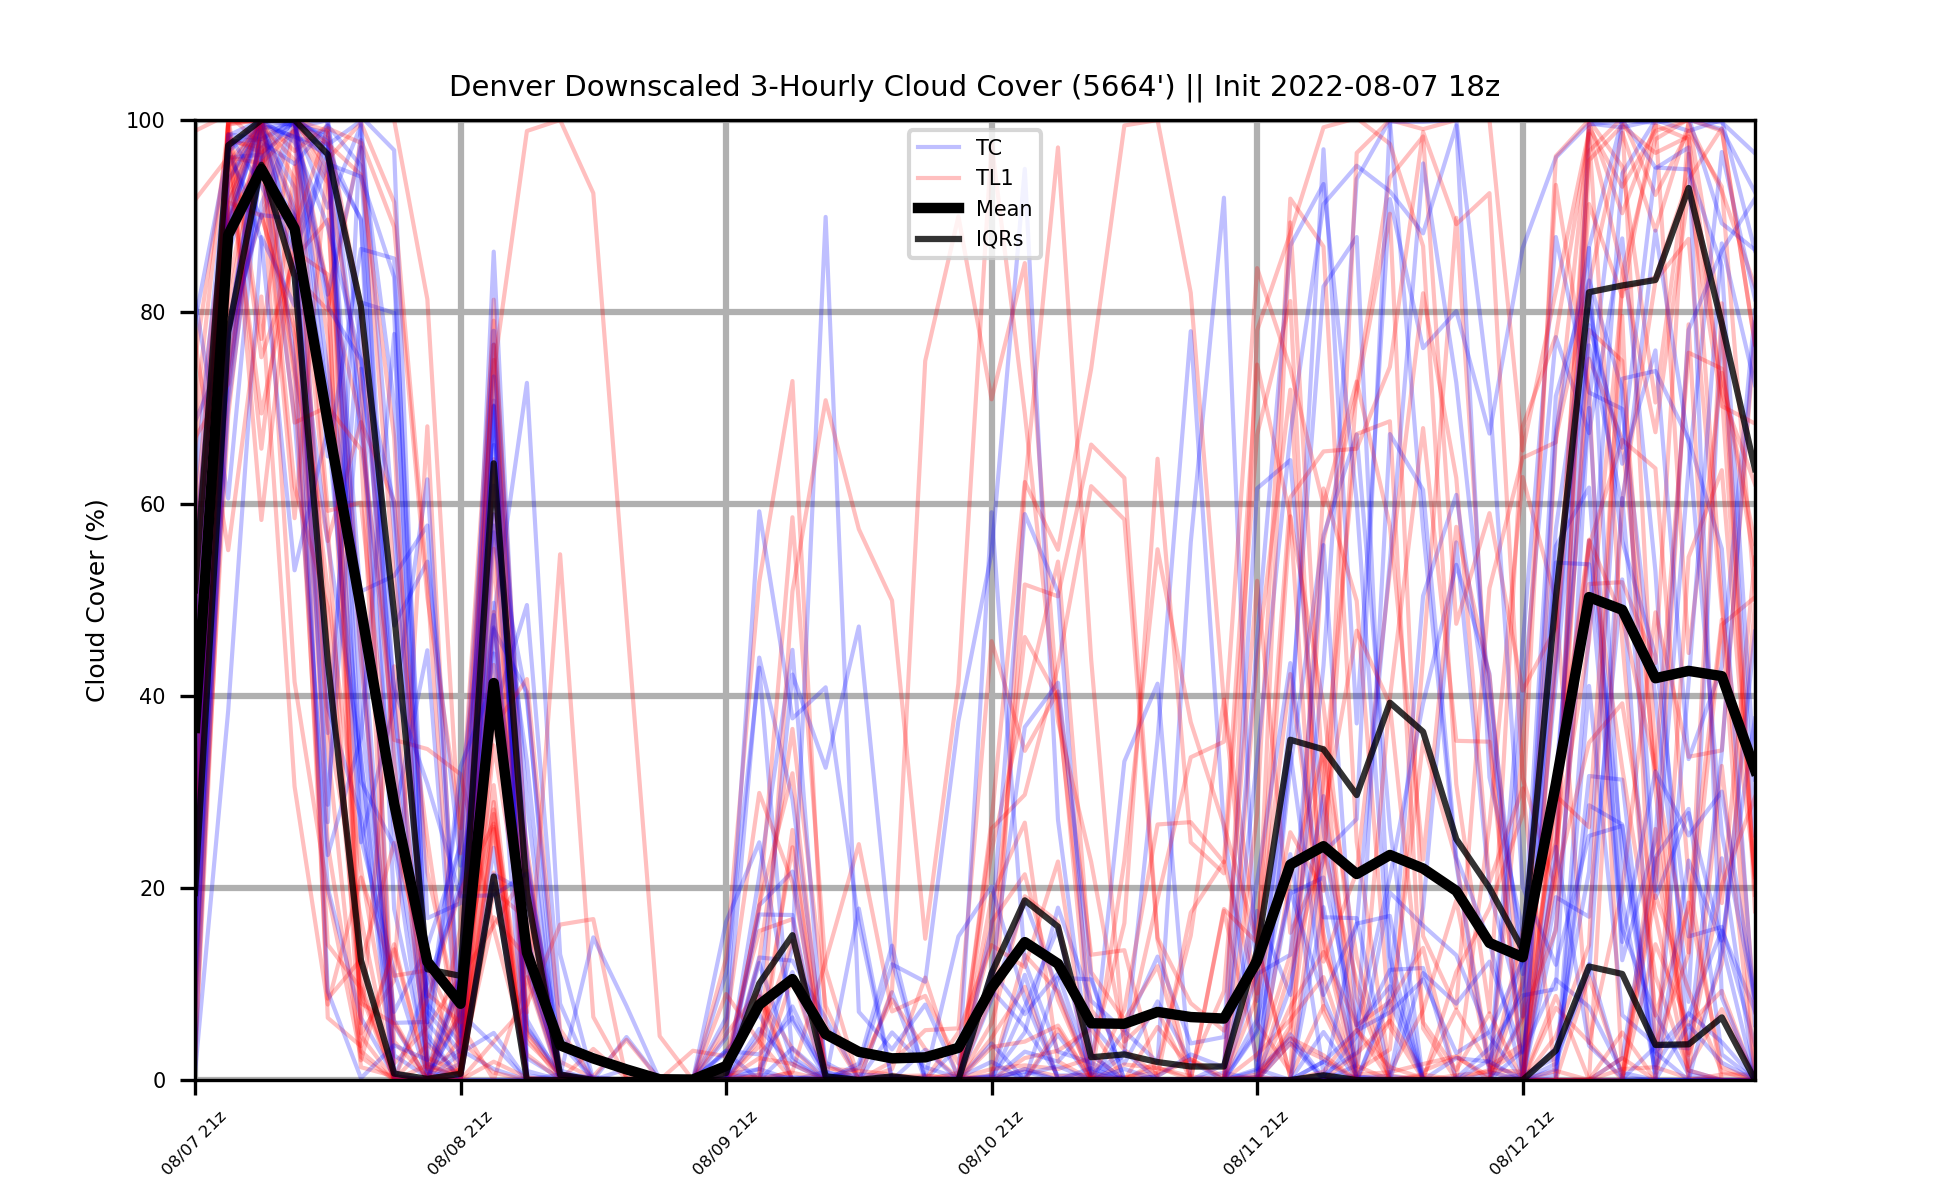 Denver Downscaled 3-Hourly Cloud Cover (5664') || Init 2022-08-07 18z
TC
TL1
Mean
IQRs
Cloud Cover (%)
100
80
60
40
20
0
08/07 21z
08/08 21z
08/09 21z
08/10 21z
08/11 21z
08/12 21z